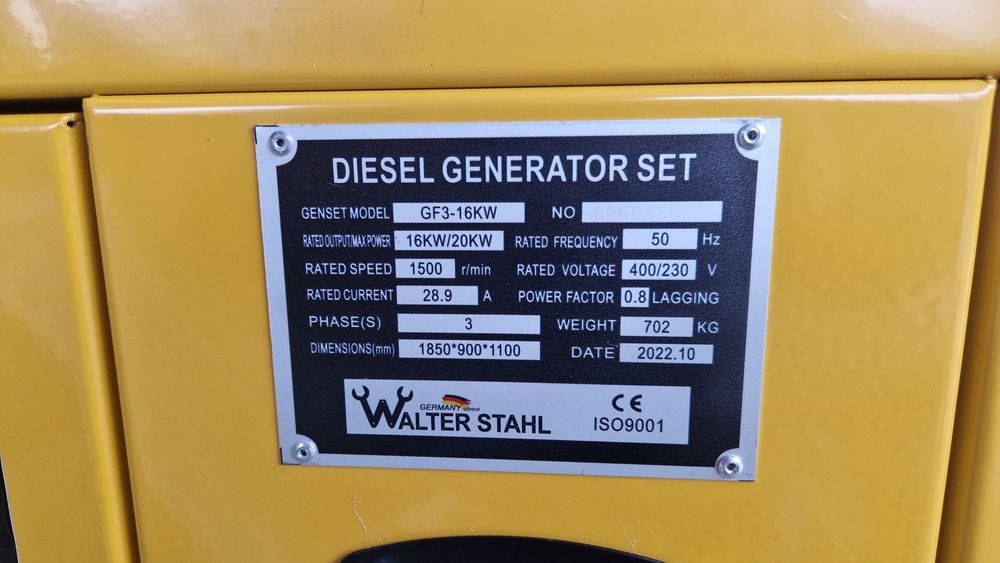 DIESEL GENERATOR SET
GENSET MODEL GF3-16KW NO
RATED OUTPUT/MAX POWER 16KW/20KW RATED FREQUENCY 50 Hz
RATED SPEED 1500 r/min RATED VOLTAGE 400/230 V
RATED CURRENT 28.9 A POWER FACTOR 0.8 LAGGING
PHASE(S) 3 WEIGHT 702 KG
DIMENSIONS(mm) 1850*900*1100 DATE 2022.10
GERMANY control CE
WALTER STAHL ISO9001